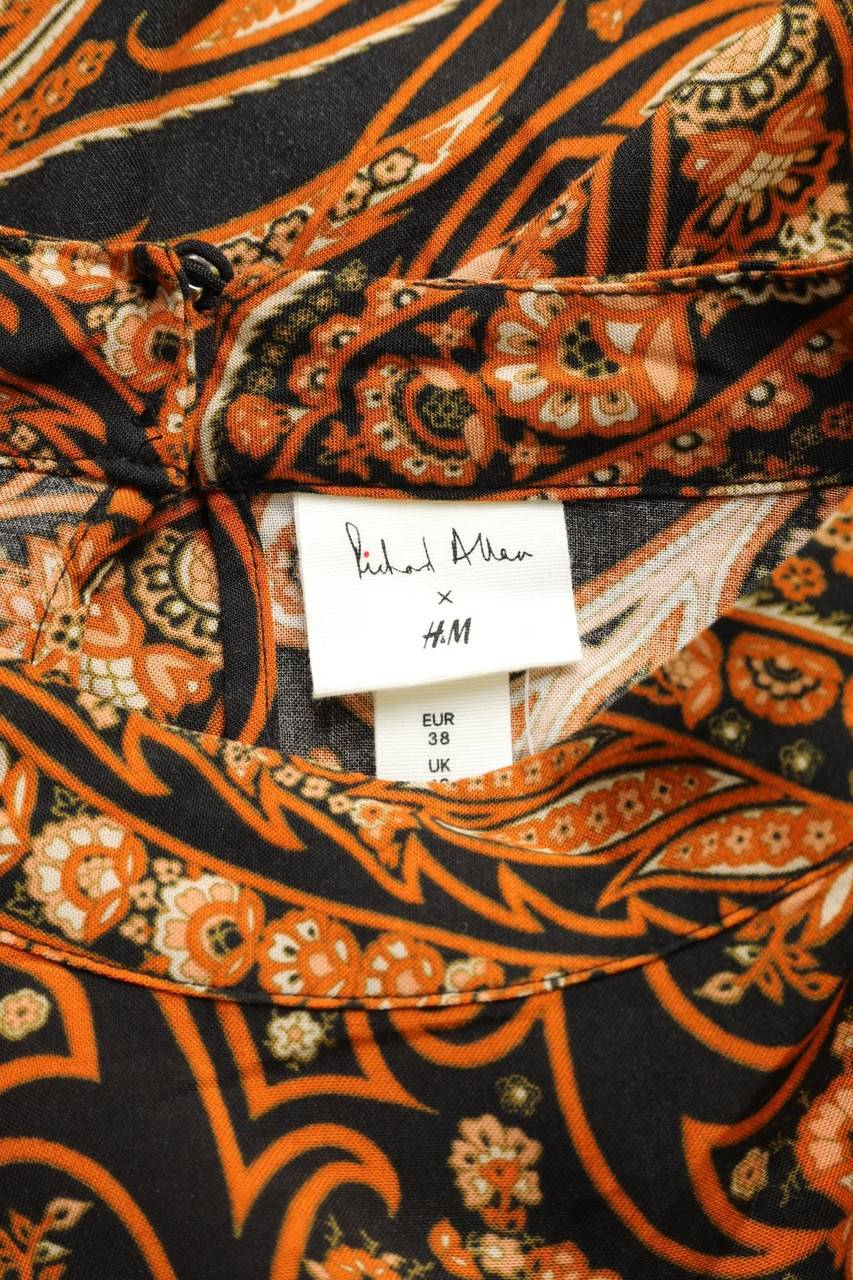 Richard Allan
×
H&M
EUR
38
UK